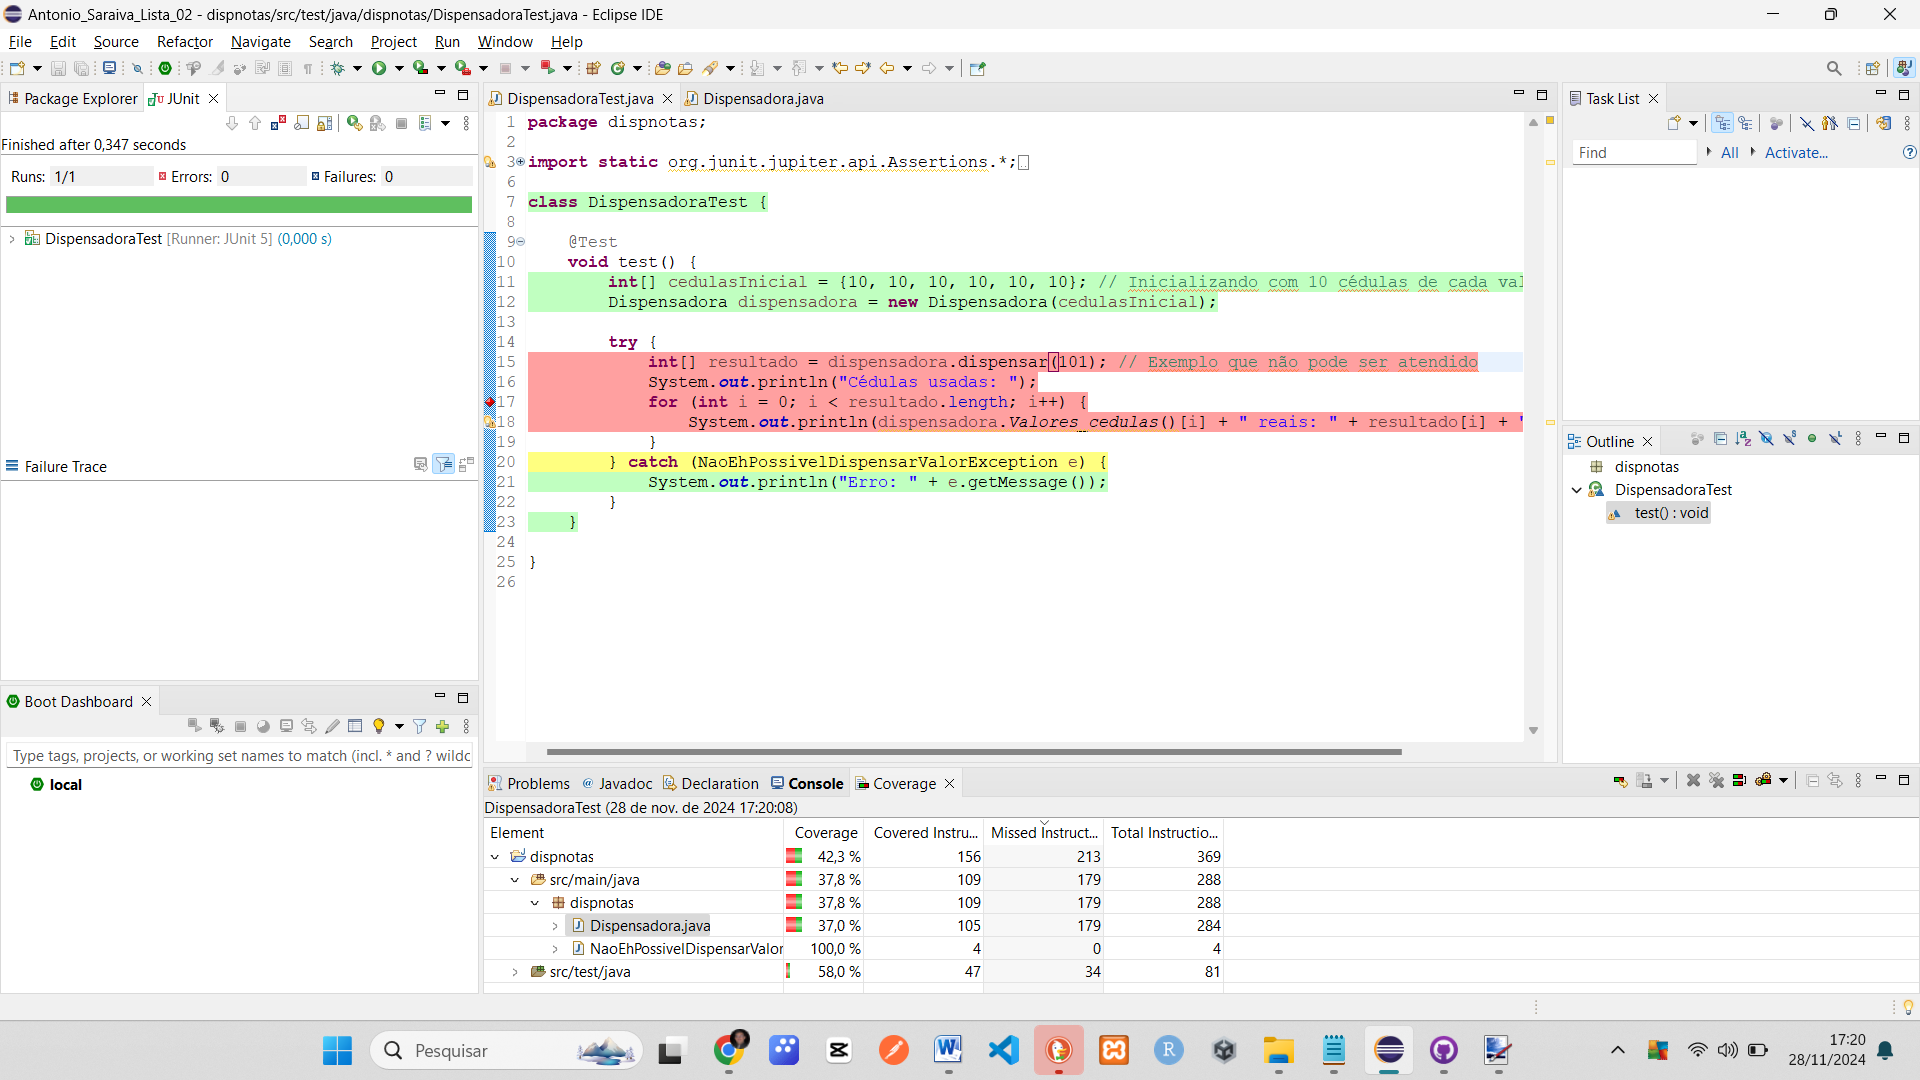 Antonio_Saraiva_Lista_02 - dispnotas/src/test/java/dispnotas/DispensadoraTest.java - Eclipse IDE
File Edit Source Refactor Navigate Search Project Run Window Help
Package Explorer JUnit
Finished after 0,347 seconds
Runs: 1/1 Errors: 0 Failures: 0
DispensadoraTest [Runner: JUnit 5] (0,000 s)
Failure Trace
Boot Dashboard
Type tags, projects, or working set names to match (incl. * and ? wildc
local
DispensadoraTest.java Dispensadora.java
1 package dispnotas;
2
3 import static org.junit.jupiter.api.Assertions.*;
6
7 class DispensadoraTest {
8
9 @Test
10 void test() {
11 int[] cedulasInicial = {10, 10, 10, 10, 10, 10}; // Inicializando com 10 cédulas de cada val
12 Dispensadora dispensadora = new Dispensadora(cedulasInicial);
13
14 try {
15 int[] resultado = dispensadora.dispensar(101); // Exemplo que não pode ser atendido
16 System.out.println("Cédulas usadas: ");
17 for (int i = 0; i < resultado.length; i++) {
18 System.out.println(dispensadora.Valores_cedulas()[i] + " reais: " + resultado[i] + "
19 }
20 } catch (NaoEhPossivelDispensarValorException e) {
21 System.out.println("Erro: " + e.getMessage());
22 }
23 }
24
25 }
26
Task List
Find All Activate...
Outline
dispnotas
DispensadoraTest
test() : void
Problems Javadoc Declaration Console Coverage
DispensadoraTest (28 de nov. de 2024 17:20:08)
Element Coverage Covered Instru... Missed Instruct... Total Instructio...
dispnotas 42,3 % 156 213 369
src/main/java 37,8 % 109 179 288
dispnotas 37,8 % 109 179 288
Dispensadora.java 37,0 % 105 179 284
NaoEhPossivelDispensarValor 100,0 % 4 0 4
src/test/java 58,0 % 47 34 81
Pesquisar
17:20
28/11/2024